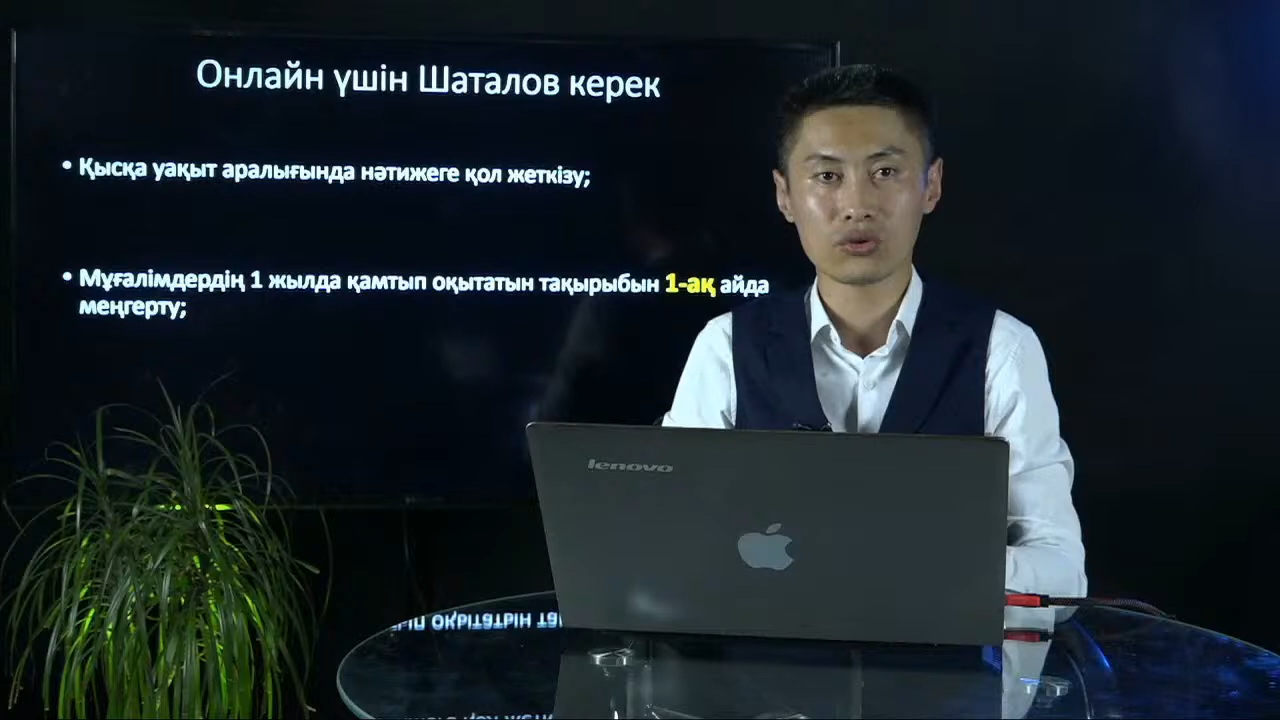 Онлайн үшін Шаталов керек
• Қысқа уақыт аралығында нәтижеге қол жеткізу;
• Мұғалімдердің 1 жылда қамтып оқытатын тақырыбын 1-ақ айда
меңгерту;
lenovo